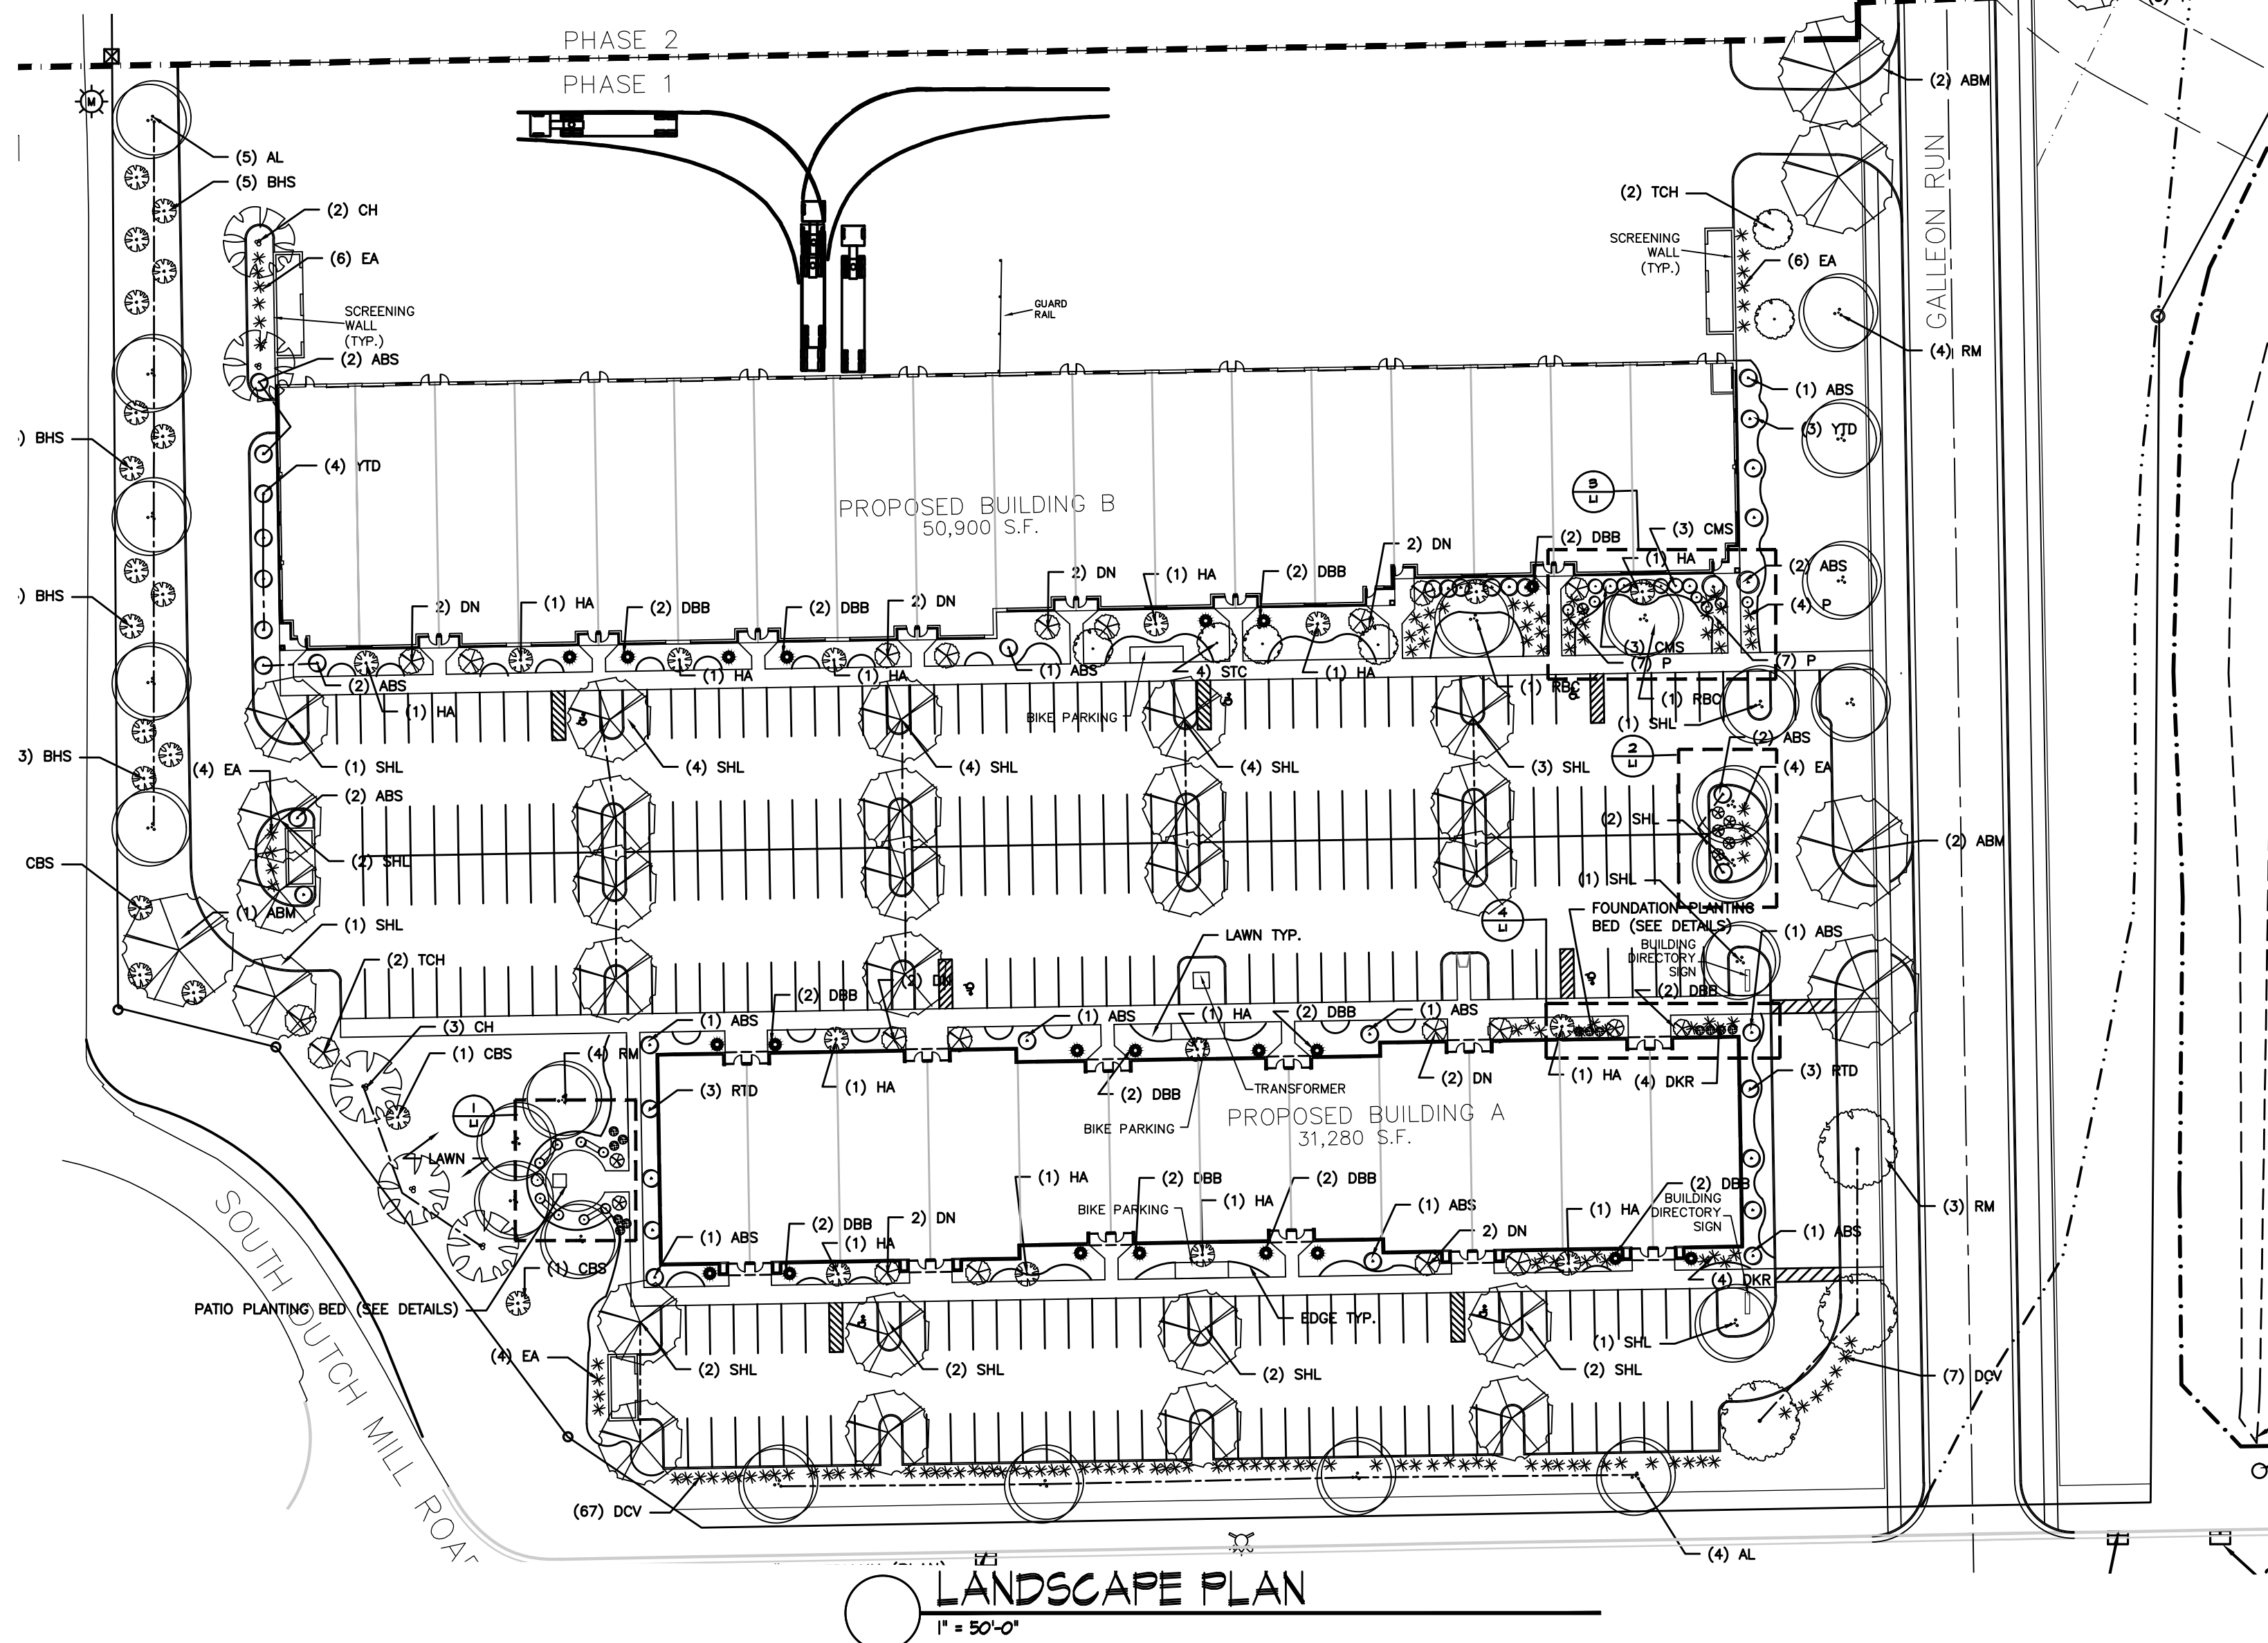 PHASE 2
PHASE 1
M
(2) ABM
(5) AL
(5) BHS
(2) CH
(6) EA
SCREENING
WALL
(TYP.)
(2) ABS
GUARD
RAIL
(2) TCH
SCREENING
WALL
(TYP.)
(6) EA
GALLEON RUN
(4) RM
(1) ABS
(3) YTD
) BHS
(4) YTD
PROPOSED BUILDING B
50,900 S.F.
3
L1
(2) DBB
(3) CMS
(1) HA
(2) ABS
(4) P
) BHS
2) DN
(1) HA
(2) DBB
(2) DBB
2) DN
2) DN
(1) HA
(2) DBB
2) DN
(3) CMS
(7) P
(7) P
(2) ABS
(1) HA
(1) HA
(1) HA
(1) ABS
4) STC
(1) HA
(1) RBC
(1) RBC
BIKE PARKING
(1) SHL
3) BHS
(4) EA
(1) SHL
(4) SHL
(4) SHL
(4) SHL
(3) SHL
2
L1
(2) ABS
(4) EA
(2) ABS
(2) SHL
(2) SHL
(2) ABM
CBS
(1) ABM
(1) SHL
(1) SHL
4
L1
FOUNDATION PLANTING
BED (SEE DETAILS)
(1) ABS
BUILDING
DIRECTORY
SIGN
LAWN TYP.
(2) TCH
(2) DBB
(2) DN
(2) DBB
(3) CH
(1) ABS
(1) ABS
(1) HA
(2) DBB
(1) ABS
(1) CBS
(4) RM
(3) RTD
(1) HA
(2) DBB
TRANSFORMER
(2) DN
(1) HA
(4) DKR
(3) RTD
1
L1
BIKE PARKING
PROPOSED BUILDING A
31,280 S.F.
LAWN
(1) HA
(2) DBB
(2) DBB
(1) HA
BIKE PARKING
(1) ABS
(1) HA
(2) DBB
BUILDING
DIRECTORY
SIGN
(3) RM
(1) ABS
(2) DBB
(1) HA
2) DN
2) DN
(1) ABS
(1) CBS
(4) DKR
PATIO PLANTING BED (SEE DETAILS)
EDGE TYP.
(1) SHL
(4) EA
(2) SHL
(2) SHL
(2) SHL
(2) SHL
(7) DCV
SOUTH DUTCH MILL ROAD
(67) DCV
(4) AL
LANDSCAPE PLAN
1" = 50'-0"